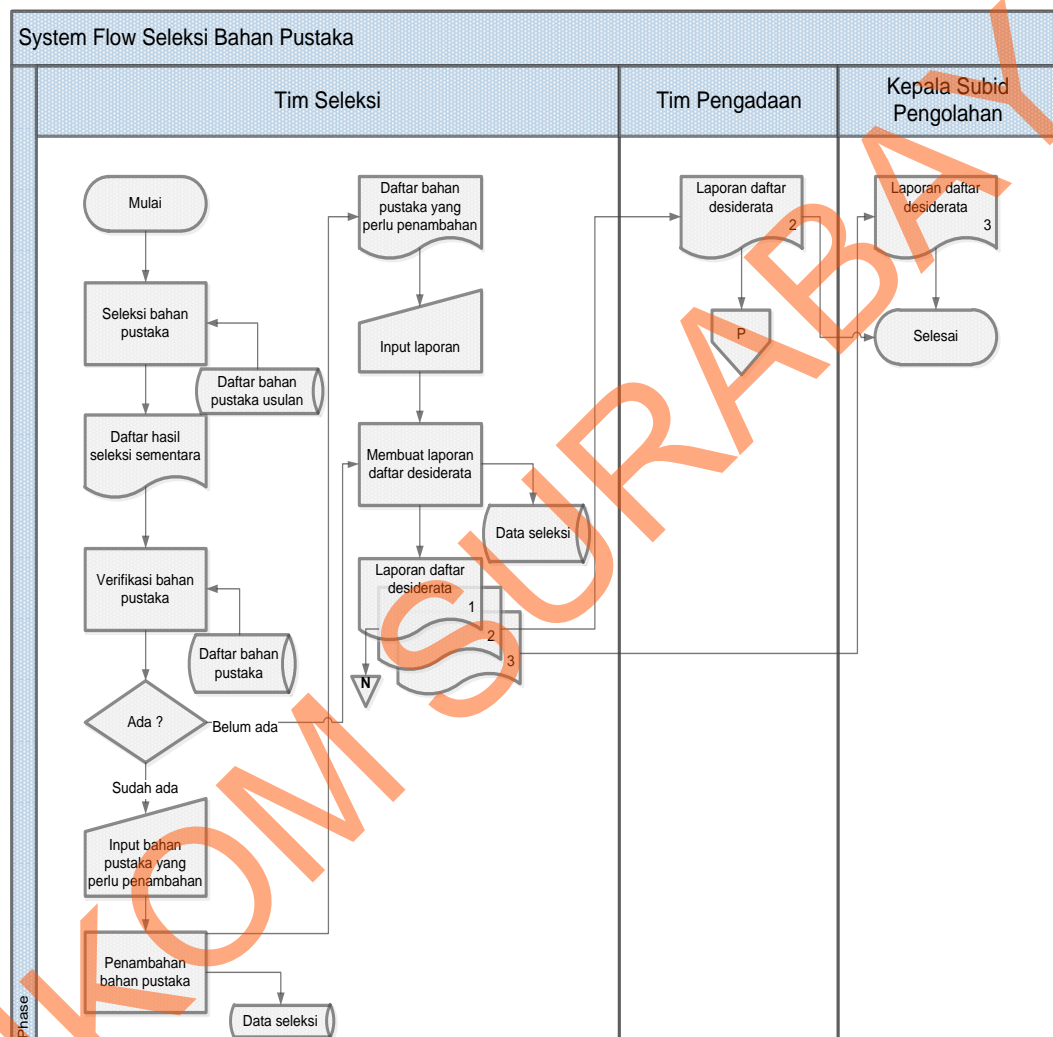 System Flow Seleksi Bahan Pustaka
Tim Seleksi
Tim Pengadaan
Kepala Subid
Pengolahan
Mulai
Seleksi bahan
pustaka
Daftar bahan
pustaka usulan
Daftar hasil
seleksi sementara
Verifikasi bahan
pustaka
Daftar bahan
pustaka
Ada ?
Belum ada
Sudah ada
Input bahan
pustaka yang
perlu penambahan
Penambahan
bahan pustaka
Data seleksi
Daftar bahan
pustaka yang
perlu penambahan
Input laporan
Membuat laporan
daftar desiderata
Data seleksi
Laporan daftar
desiderata
1
2
3
N
Laporan daftar
desiderata
2
P
Laporan daftar
desiderata
3
Selesai
Phase
KOM SURABAY